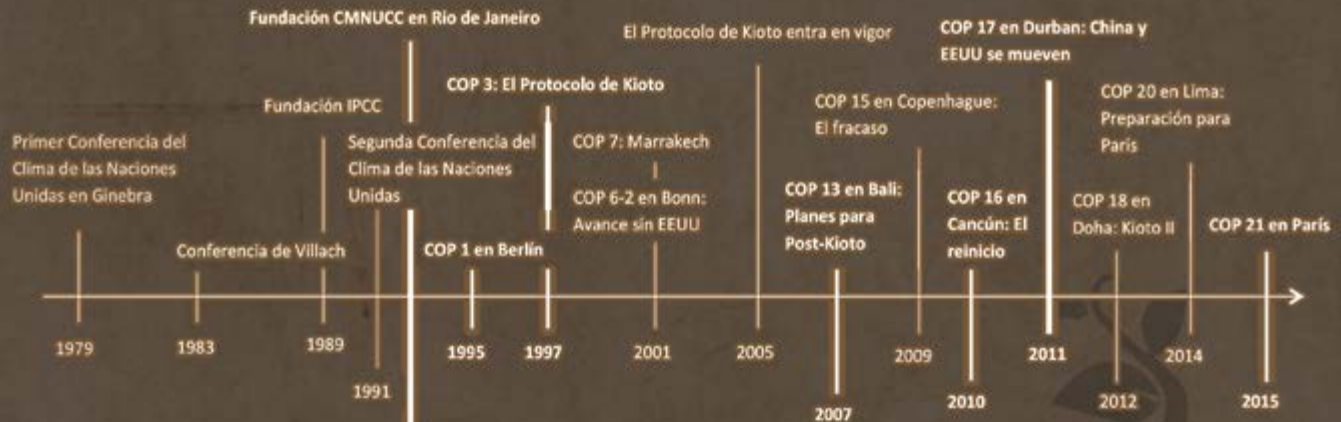 Fundación CMNUCC en Rio de Janeiro
El Protocolo de Kioto entra en vigor
COP 17 en Durban: China y
EEUU se mueven
COP 3: El Protocolo de Kioto
Fundación IPCC
COP 15 en Copenhague:
El fracaso
COP 20 en Lima:
Preparación para
Paris
Primer Conferencia del
Clima de las Naciones
Unidas en Ginebra
Segunda Conferencia del
Clima de las Naciones
Unidas
COP 7: Marrakech
COP 6-2 en Bonn:
Avance sin EEUU
COP 13 en Bali:
Planes para
Post-Kioto
COP 16 en
Cancún: El
reinicio
COP 18 en
Doha: Kioto II
COP 21 en París
Conferencia de Villach
COP 1 en Berlín
1979
1983
1989
1991
1995
1997
2001
2005
2007
2009
2010
2011
2012
2014
2015